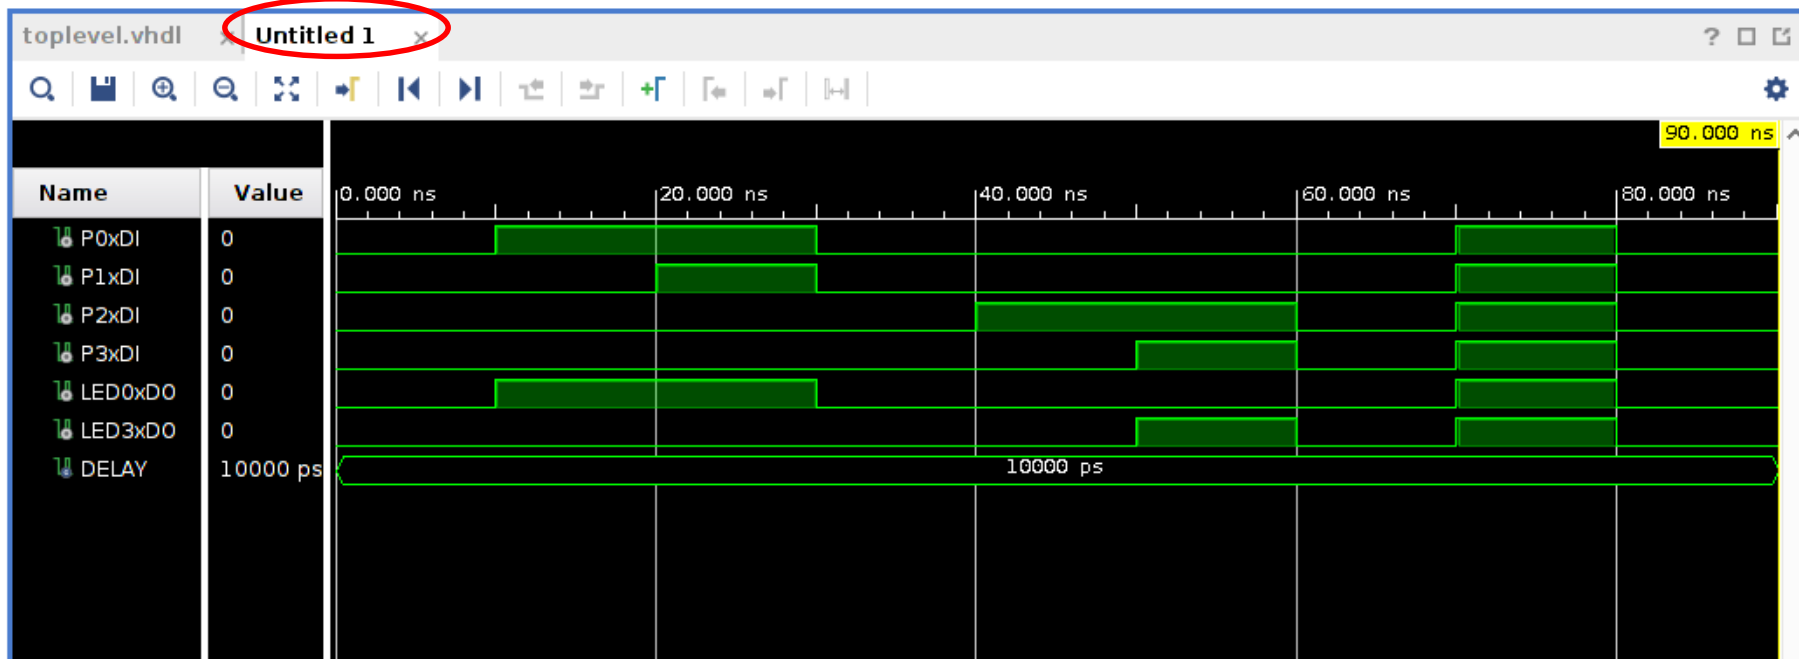 toplevel.vhdl × Untitled 1 ×
90.000 ns
Name Value 0.000 ns 20.000 ns 40.000 ns 60.000 ns 80.000 ns
P0xDI 0
P1xDI 0
P2xDI 0
P3xDI 0
LED0xDO 0
LED3xDO 0
DELAY 10000 ps 10000 ps